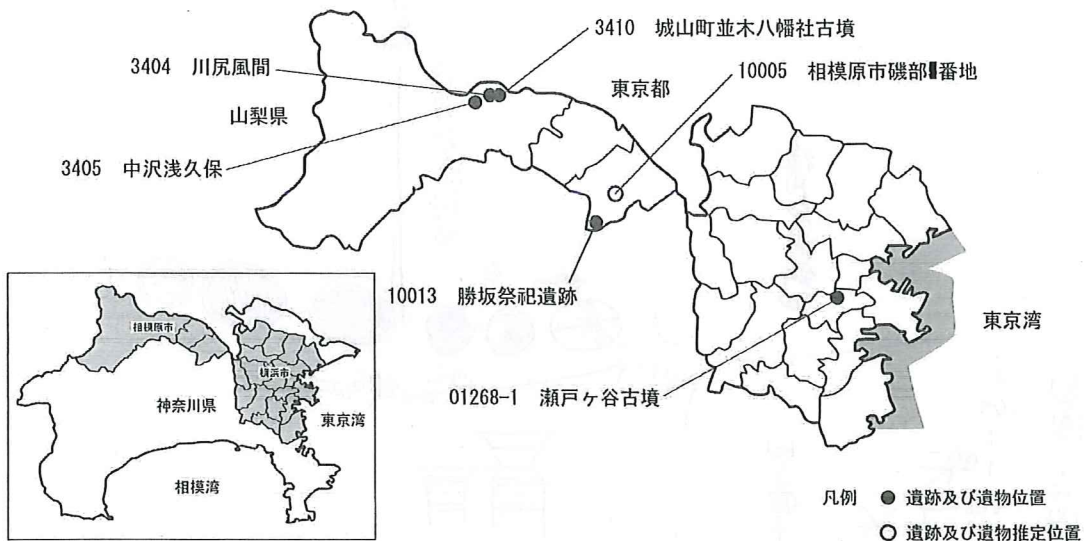 3410 城山町並木八幡社古墳
3404 川尻風間
10005 相模原市磯部 番地
東京都
山梨県
3405 中沢浅久保
10013 勝坂祭祀遺跡
東京湾
01268-1 瀬戸ヶ谷古墳
相模原市
横浜市
神奈川県
東京湾
相模湾
凡例
遺跡及び遺物位置
遺跡及び遺物推定位置